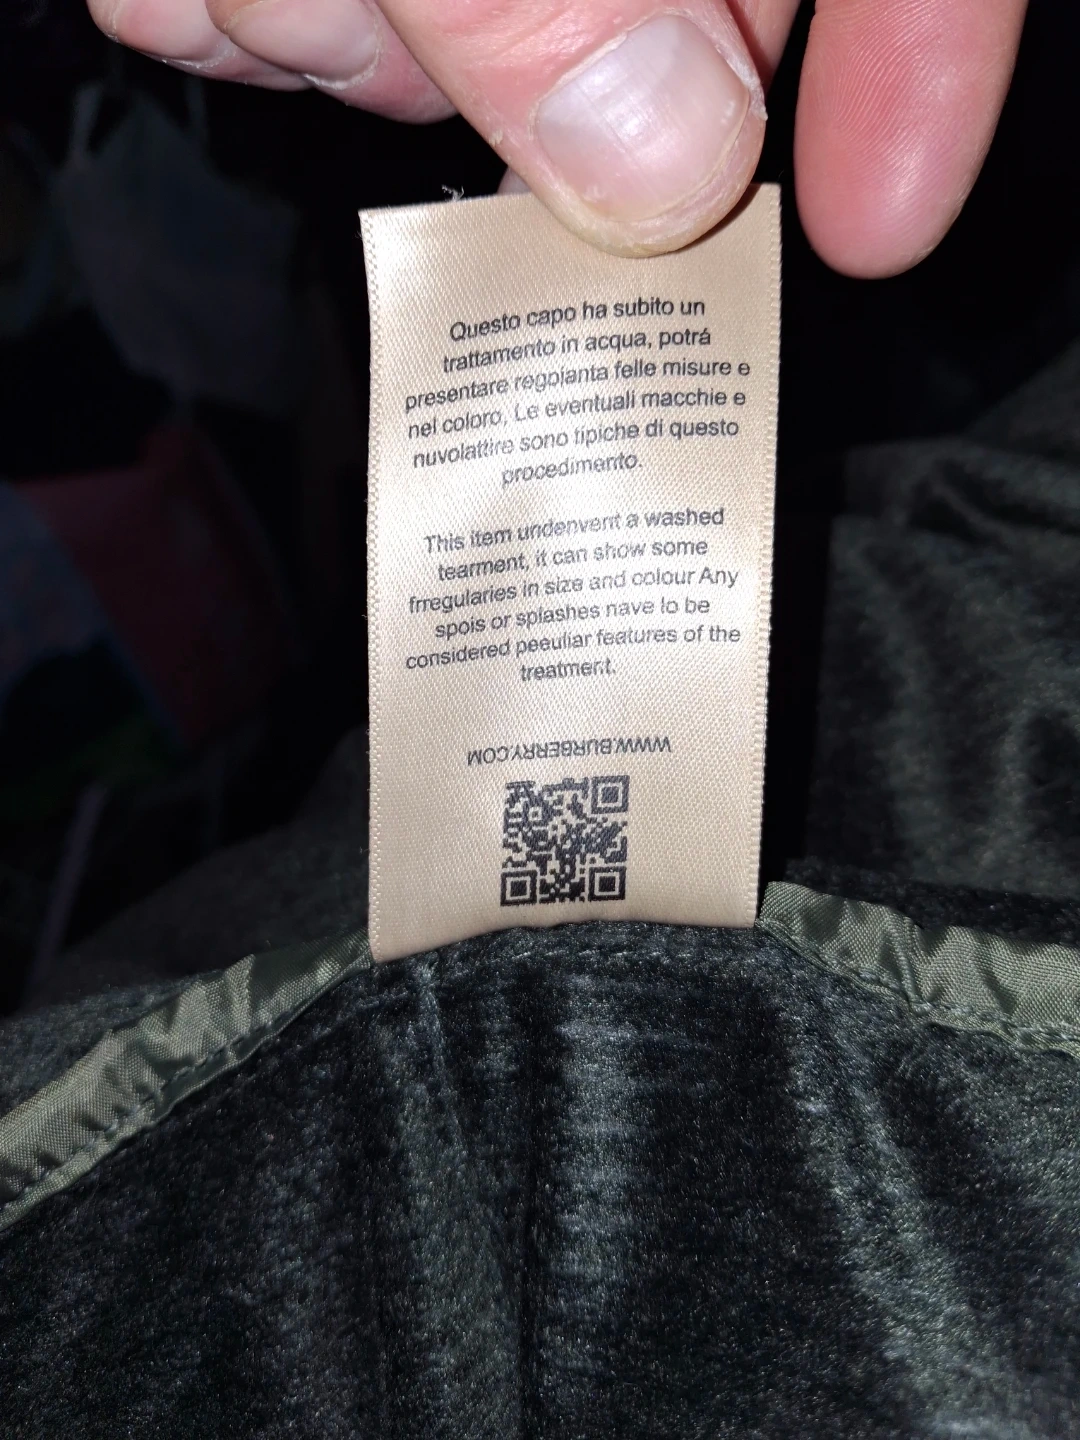 Questo capo ha subito un
trattamento in acqua, potrá
presentare regoianta felle misure e
nel coloro, Le eventuali macchie e
nuvolattire sono tipiche di questo
procedimento.
This item undenvent a washed
tearment, it can show some
frregularies in size and colour Any
spois or splashes nave lo be
considered peeuliar features of the
treatment.
WWW.BURBERRY.COM